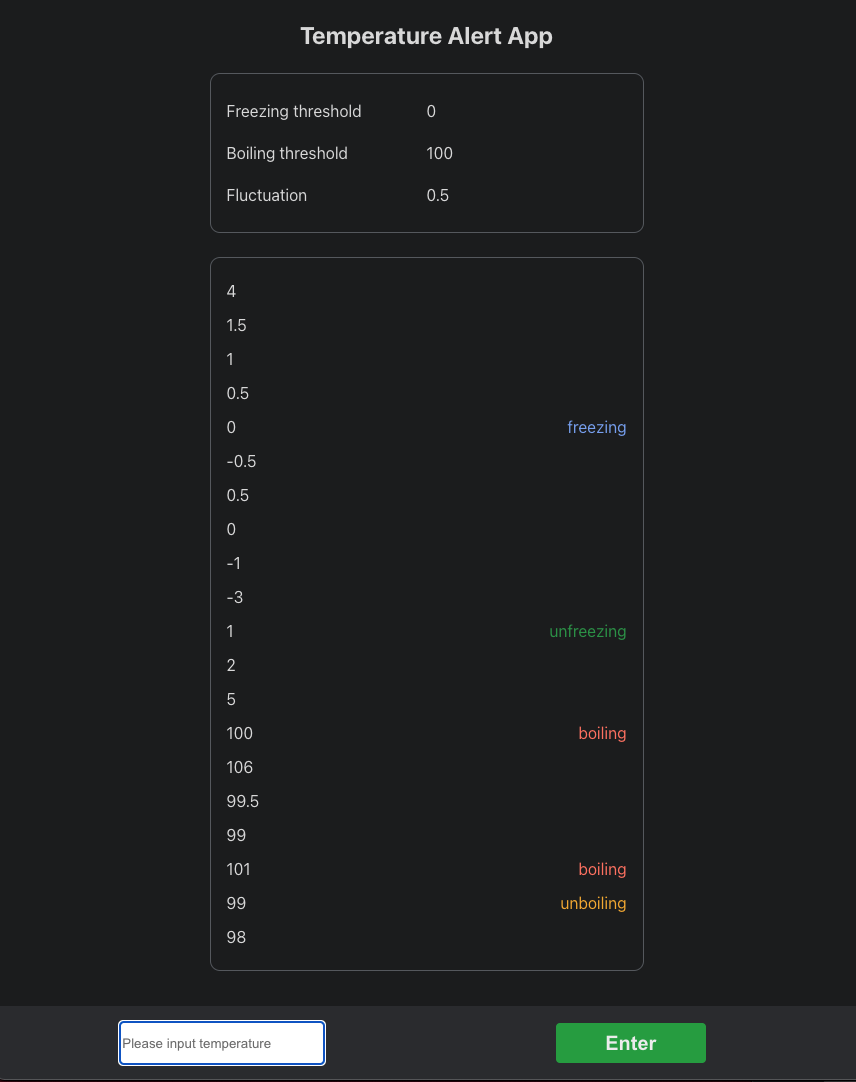 Temperature Alert App
Freezing threshold 0
Boiling threshold 100
Fluctuation 0.5
4
1.5
1
0.5
0 freezing
-0.5
0.5
0
-1
-3
1 unfreezing
2
5
100 boiling
106
99.5
99
101 boiling
99 unboiling
98
Please input temperature Enter